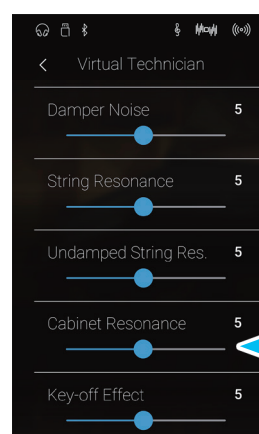 Virtual Technician
Damper Noise 5
String Resonance 5
Undamped String Res. 5
Cabinet Resonance 5
Key-off Effect 5